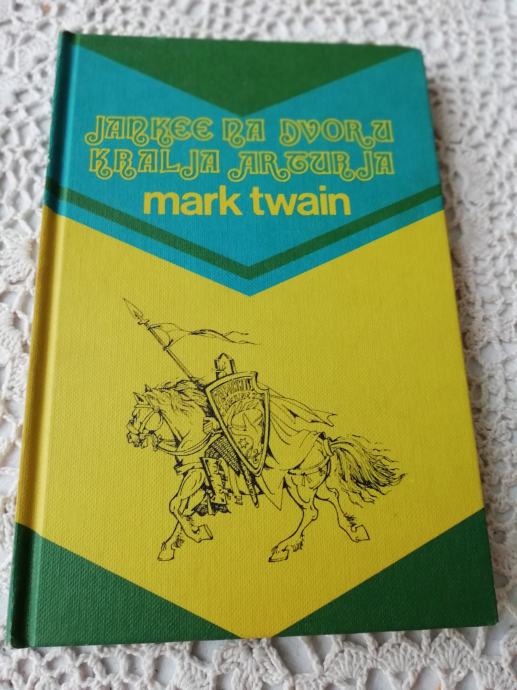 JANKEE NA DVORU
KRALJA ARTURJA
mark twain